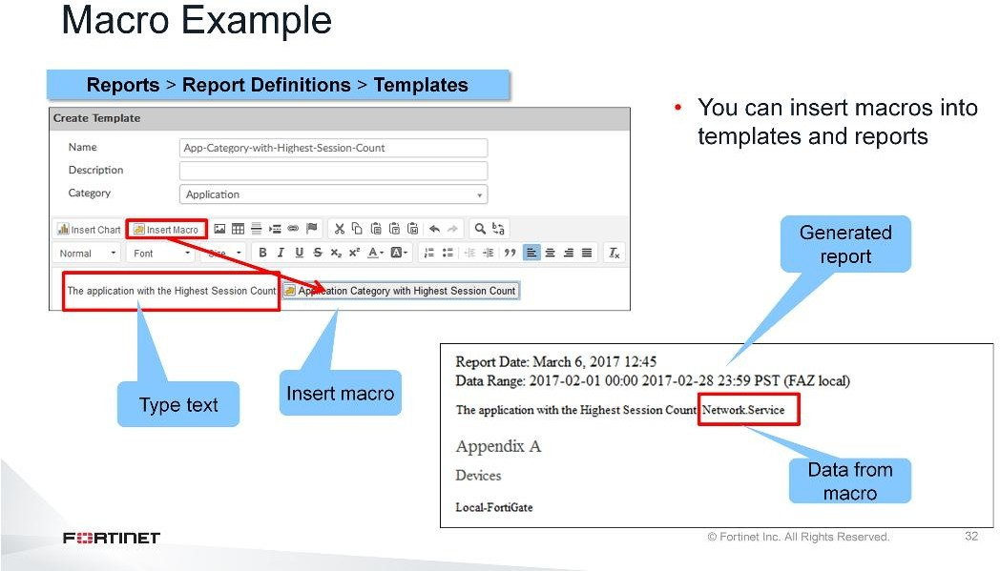 Macro Example
Reports > Report Definitions > Templates
Create Template
Name
App-Category-with-Highest-Session-Count
Description
Category
Application
Insert Chart
Insert Macro
Normal
Font
Size
B I U S x₂ x² A A
Ix
The application with the Highest Session Count
Application Category with Highest Session Count
Type text
Insert macro
• You can insert macros into
templates and reports
Generated
report
Report Date: March 6, 2017 12:45
Data Range: 2017-02-01 00:00 2017-02-28 23:59 PST (FAZ local)
The application with the Highest Session Count Network.Service
Appendix A
Devices
Local-FortiGate
Data from
macro
FORTINET
© Fortinet Inc. All Rights Reserved.
32